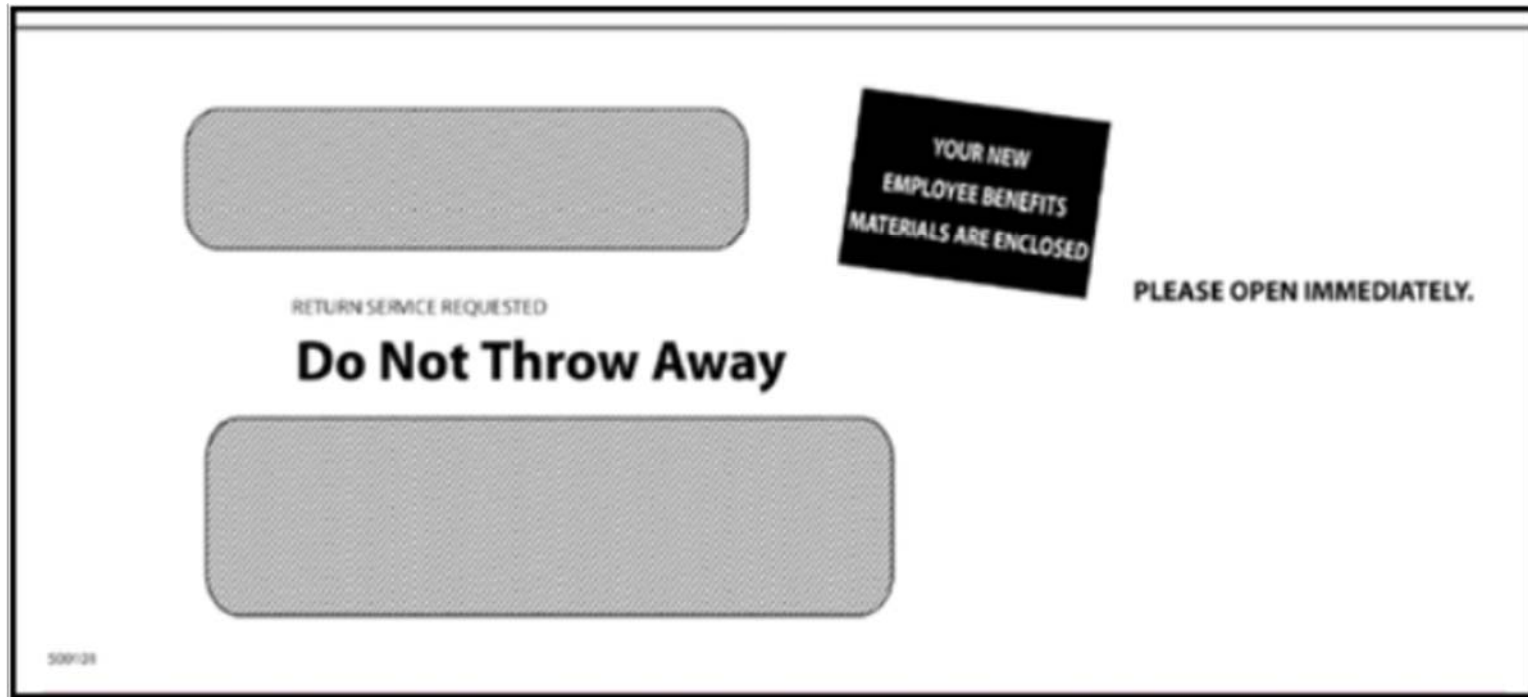 YOUR NEW
EMPLOYEE BENEFITS
MATERIALS ARE ENCLOSED
PLEASE OPEN IMMEDIATELY.
RETURN SERVICE REQUESTED
Do Not Throw Away